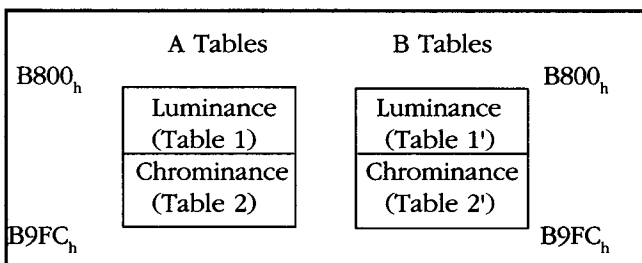 A Tables B Tables
B800h B800h
Luminance Luminance
(Table 1) (Table 1')
Chrominance Chrominance
(Table 2) (Table 2')
B9FCh B9FCh